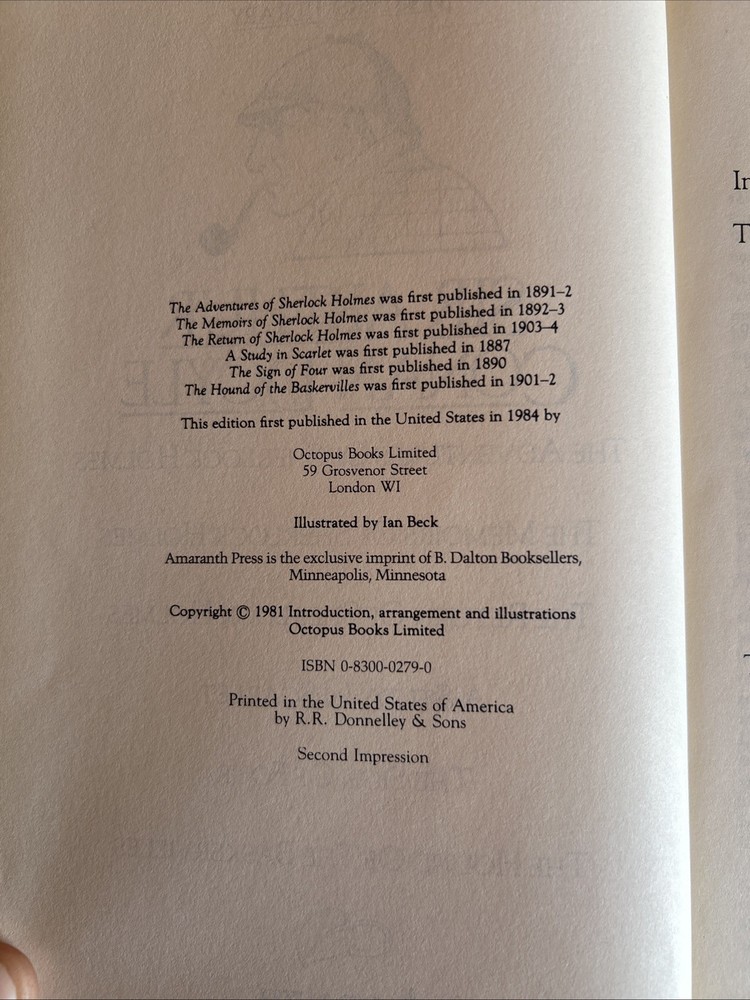 The Adventures of Sherlock Holmes was first published in 1891–2
The Memoirs of Sherlock Holmes was first published in 1892–3
The Return of Sherlock Holmes was first published in 1903–4
A Study in Scarlet was first published in 1887
The Sign of Four was first published in 1890
The Hound of the Baskervilles was first published in 1901–2
This edition first published in the United States in 1984 by
Octopus Books Limited
59 Grosvenor Street
London WI
Illustrated by Ian Beck
Amaranth Press is the exclusive imprint of B. Dalton Booksellers,
Minneapolis, Minnesota
Copyright © 1981 Introduction, arrangement and illustrations
Octopus Books Limited
ISBN 0-8300-0279-0
Printed in the United States of America
by R.R. Donnelley & Sons
Second Impression